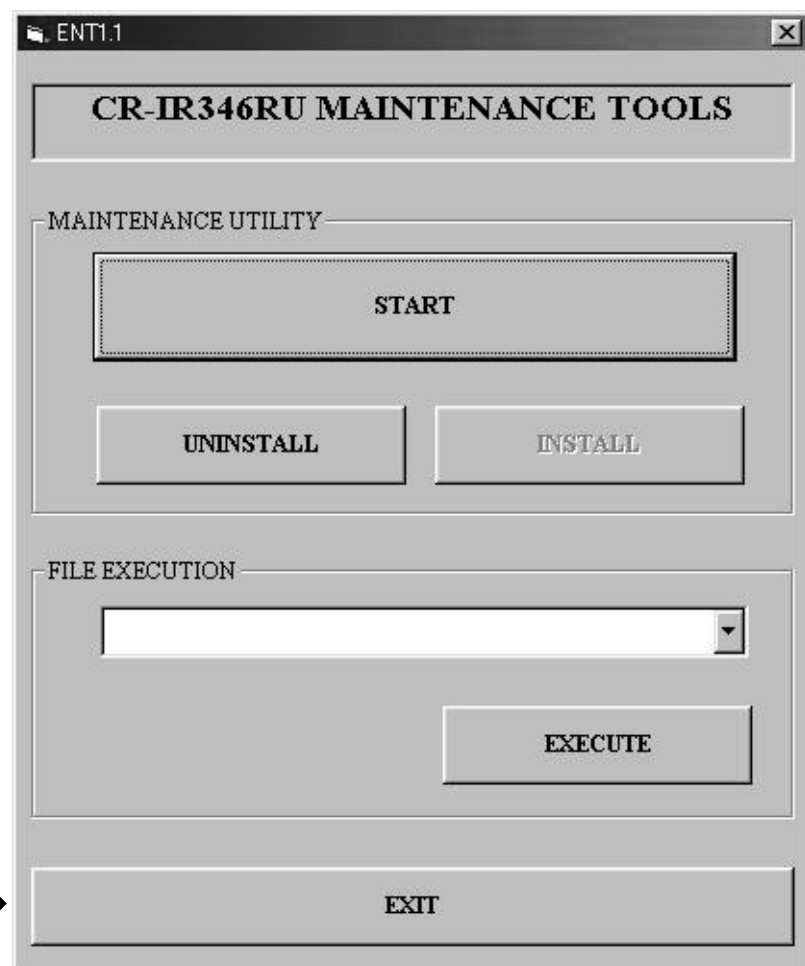 ENT1.1
CR-IR346RU MAINTENANCE TOOLS
MAINTENANCE UTILITY
START
UNINSTALL
INSTALL
FILE EXECUTION
EXECUTE
EXIT